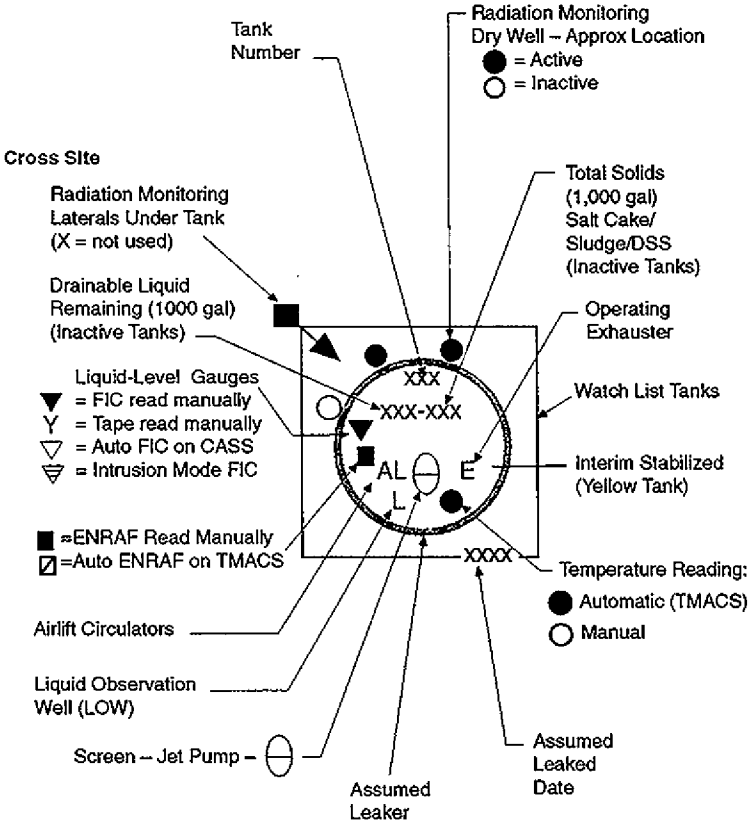 Tank
Number
Radiation Monitoring
Dry Well – Approx Location
= Active
= Inactive
Cross Site
Radiation Monitoring
Laterals Under Tank
(X = not used)
Total Solids
(1,000 gal)
Salt Cake/
Sludge/DSS
(Inactive Tanks)
Drainable Liquid
Remaining (1000 gal)
(Inactive Tanks)
Operating
Exhauster
Liquid-Level Gauges
= FIC read manually
Y = Tape read manually
= Auto FIC on CASS
= Intrusion Mode FIC
XXX
XXX-XXX
AL
E
L
XXXX
Watch List Tanks
Interim Stabilized
(Yellow Tank)
≈ENRAF Read Manually
=Auto ENRAF on TMACS
Temperature Reading:
Automatic (TMACS)
Manual
Airlift Circulators
Liquid Observation
Well (LOW)
Screen – Jet Pump –
Assumed
Leaker
Assumed
Leaked
Date